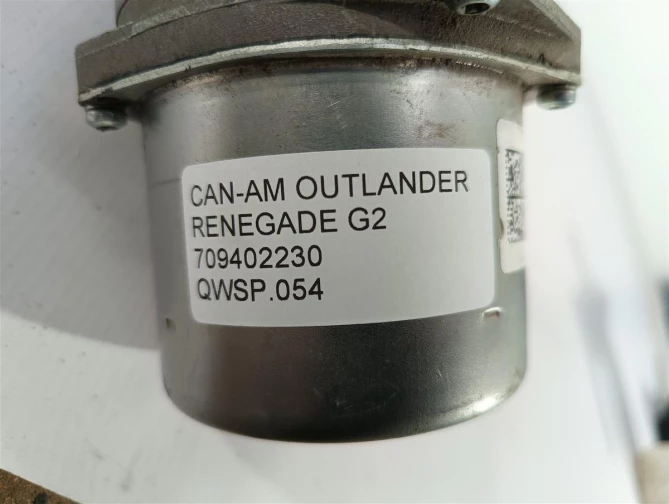 CAN-AM OUTLANDER
RENEGADE G2
709402230
QWSP.054